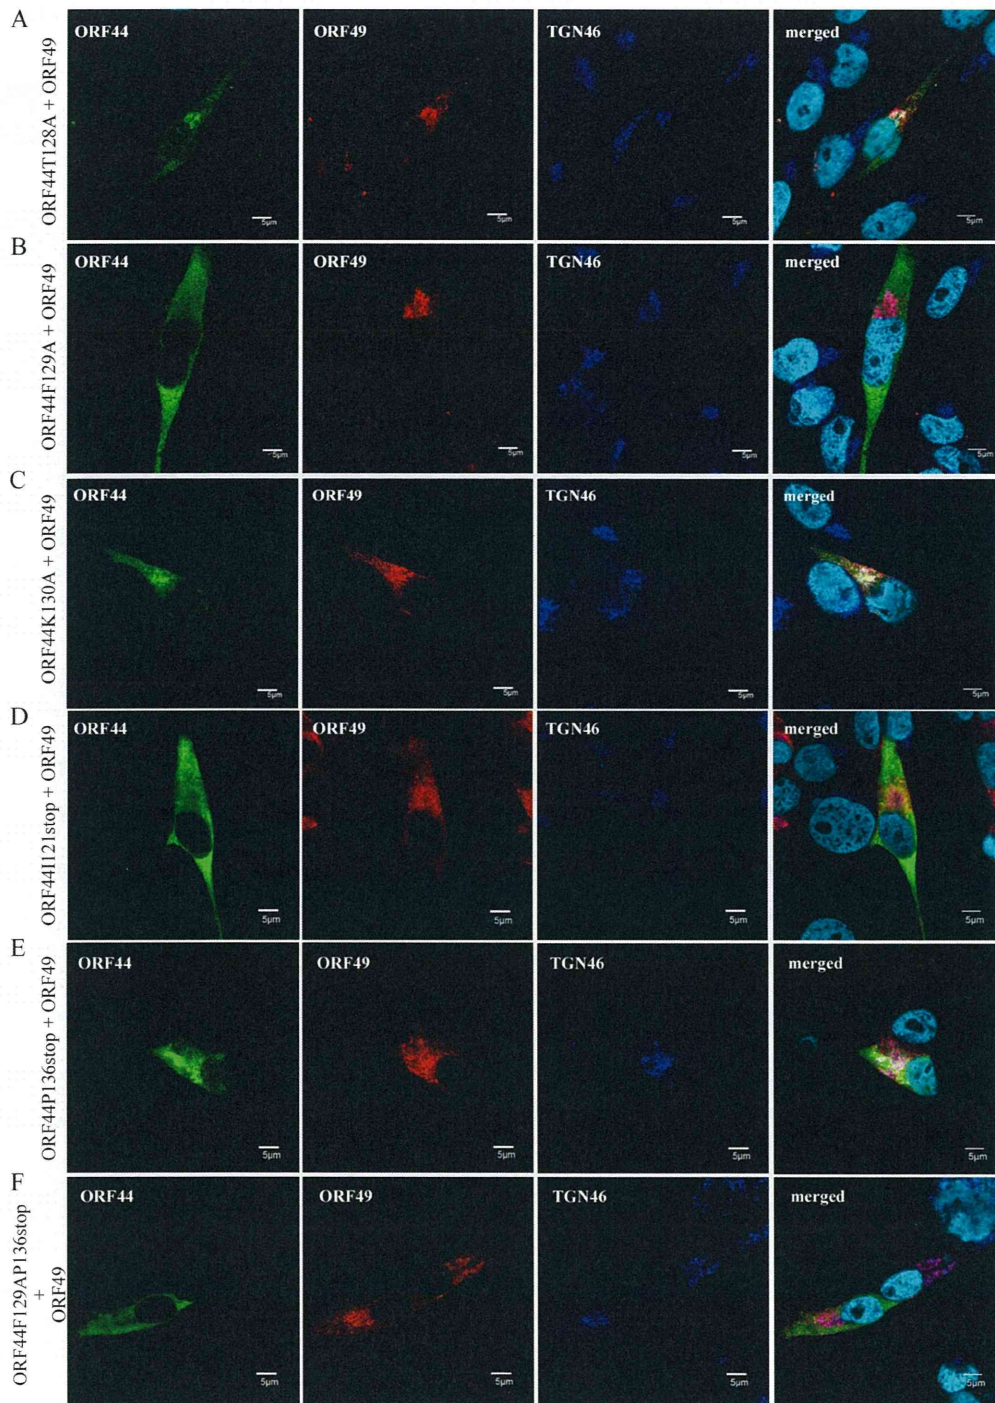 A
ORF44T128A + ORF49
ORF44
ORF49
TGN46
merged
5µm
5µm
5µm
5µm
B
ORF44F129A + ORF49
ORF44
ORF49
TGN46
merged
5µm
5µm
5µm
5µm
C
ORF44K130A + ORF49
ORF44
ORF49
TGN46
merged
5µm
5µm
5µm
5µm
D
ORF44I121stop + ORF49
ORF44
ORF49
TGN46
merged
5µm
5µm
5µm
5µm
E
ORF44P136stop + ORF49
ORF44
ORF49
TGN46
merged
5µm
5µm
5µm
5µm
F
ORF44F129AP136stop
+
ORF49
ORF44
ORF49
TGN46
merged
5µm
5µm
5µm
5µm